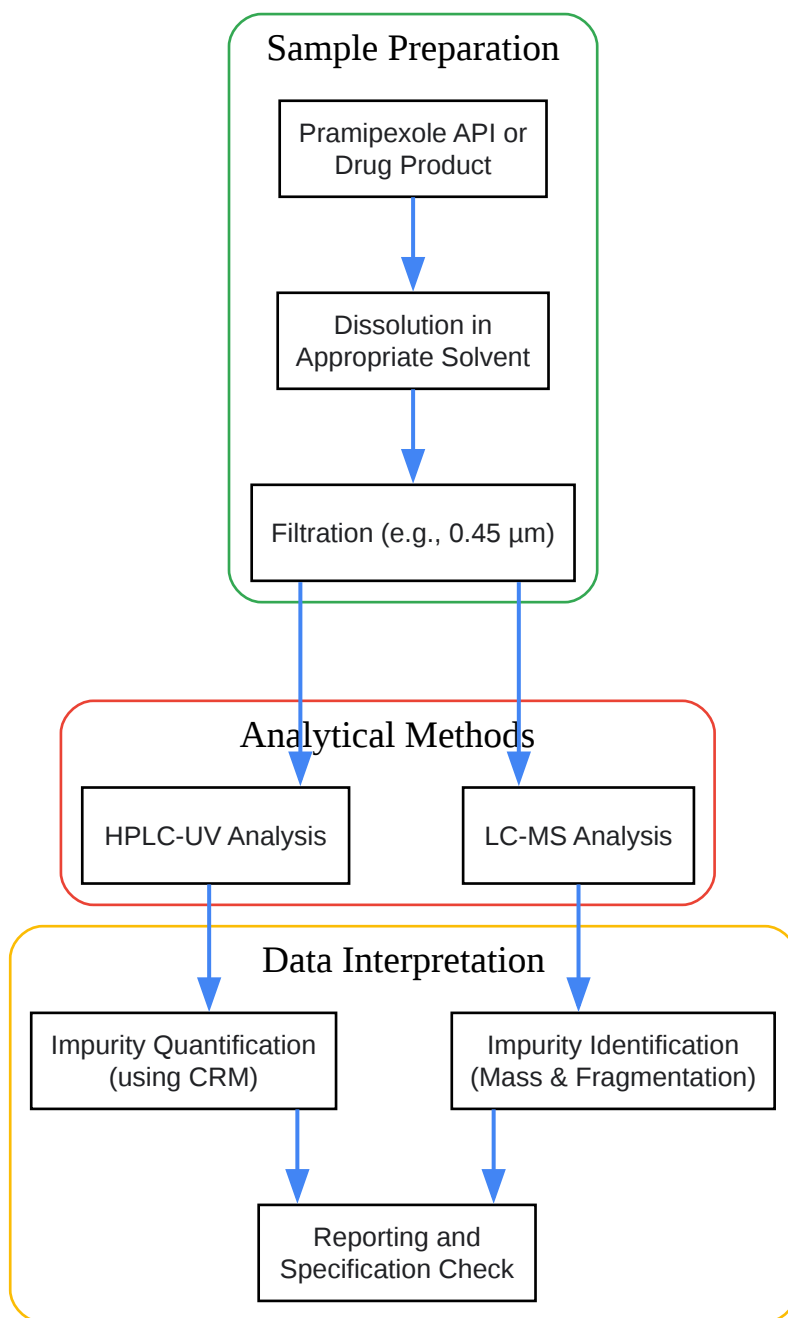 Sample Preparation
Pramipexole API or
Drug Product
Dissolution in
Appropriate Solvent
Filtration (e.g., 0.45 µm)
Analytical Methods
HPLC-UV Analysis
LC-MS Analysis
Data Interpretation
Impurity Quantification
(using CRM)
Impurity Identification
(Mass & Fragmentation)
Reporting and
Specification Check